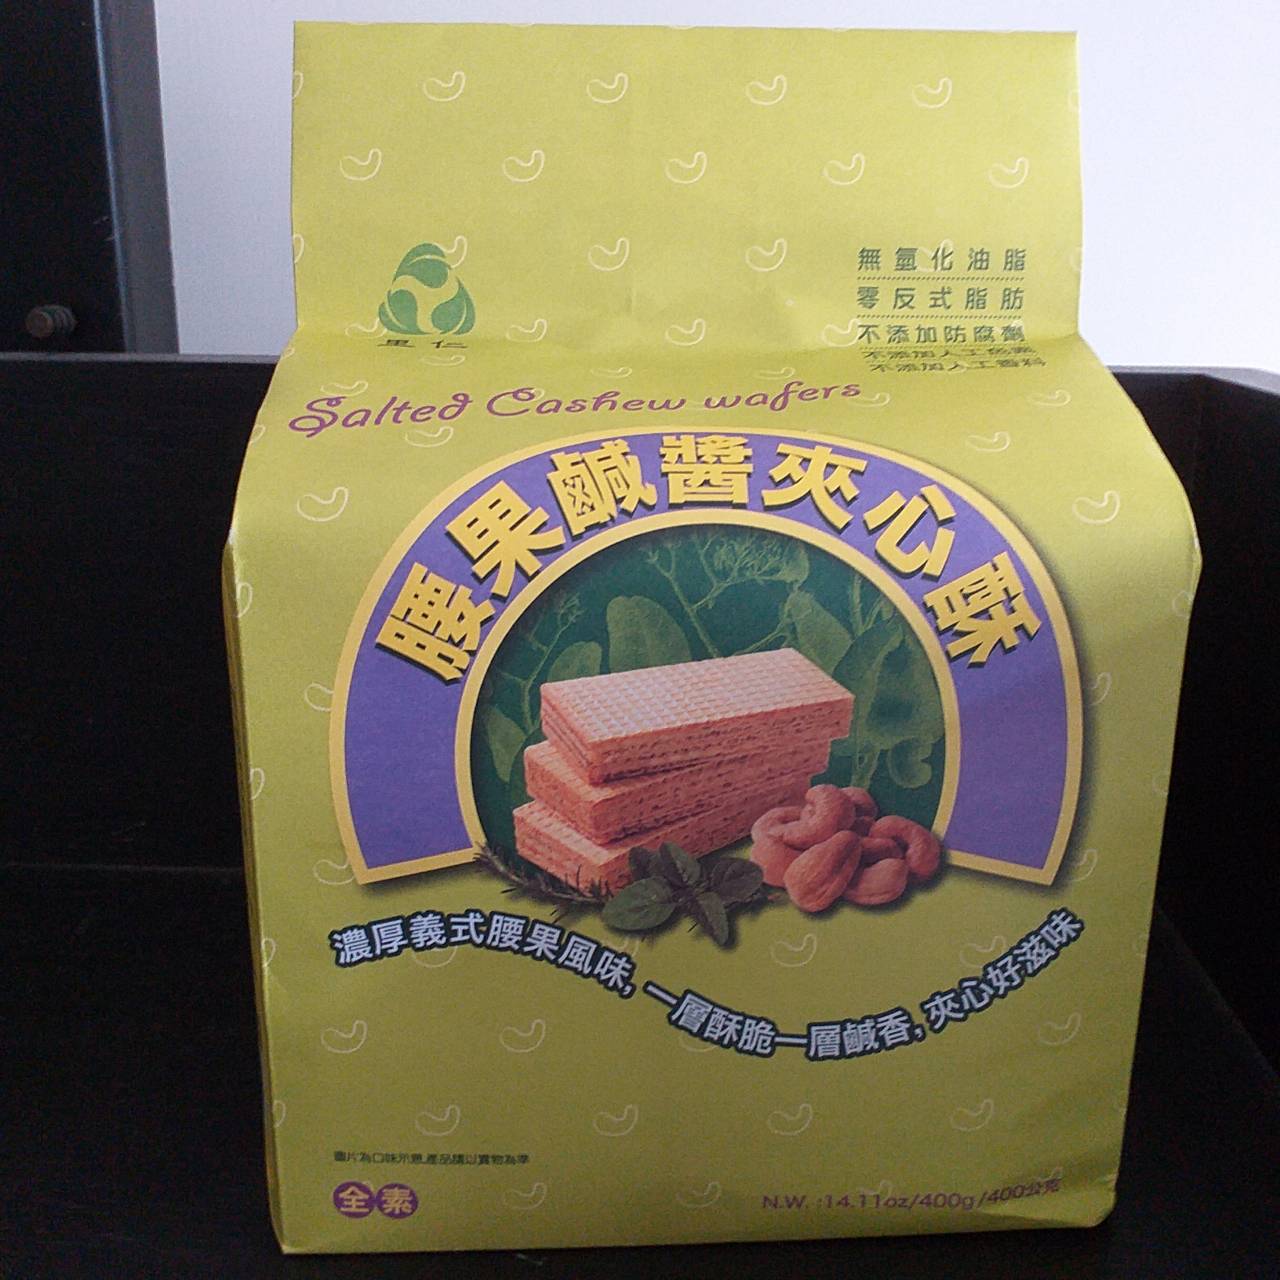 里仁
無氫化油脂
零反式脂肪
不添加防腐劑
不添加人工色素
不添加人工香料
Salted Cashew wafers
腰果鹹醬夾心酥
濃厚義式腰果風味,一層酥脆一層鹹香,夾心好滋味
圖片為口味示意產品請以實物為準
全素
N.W. :14.11oz/400g/400公克